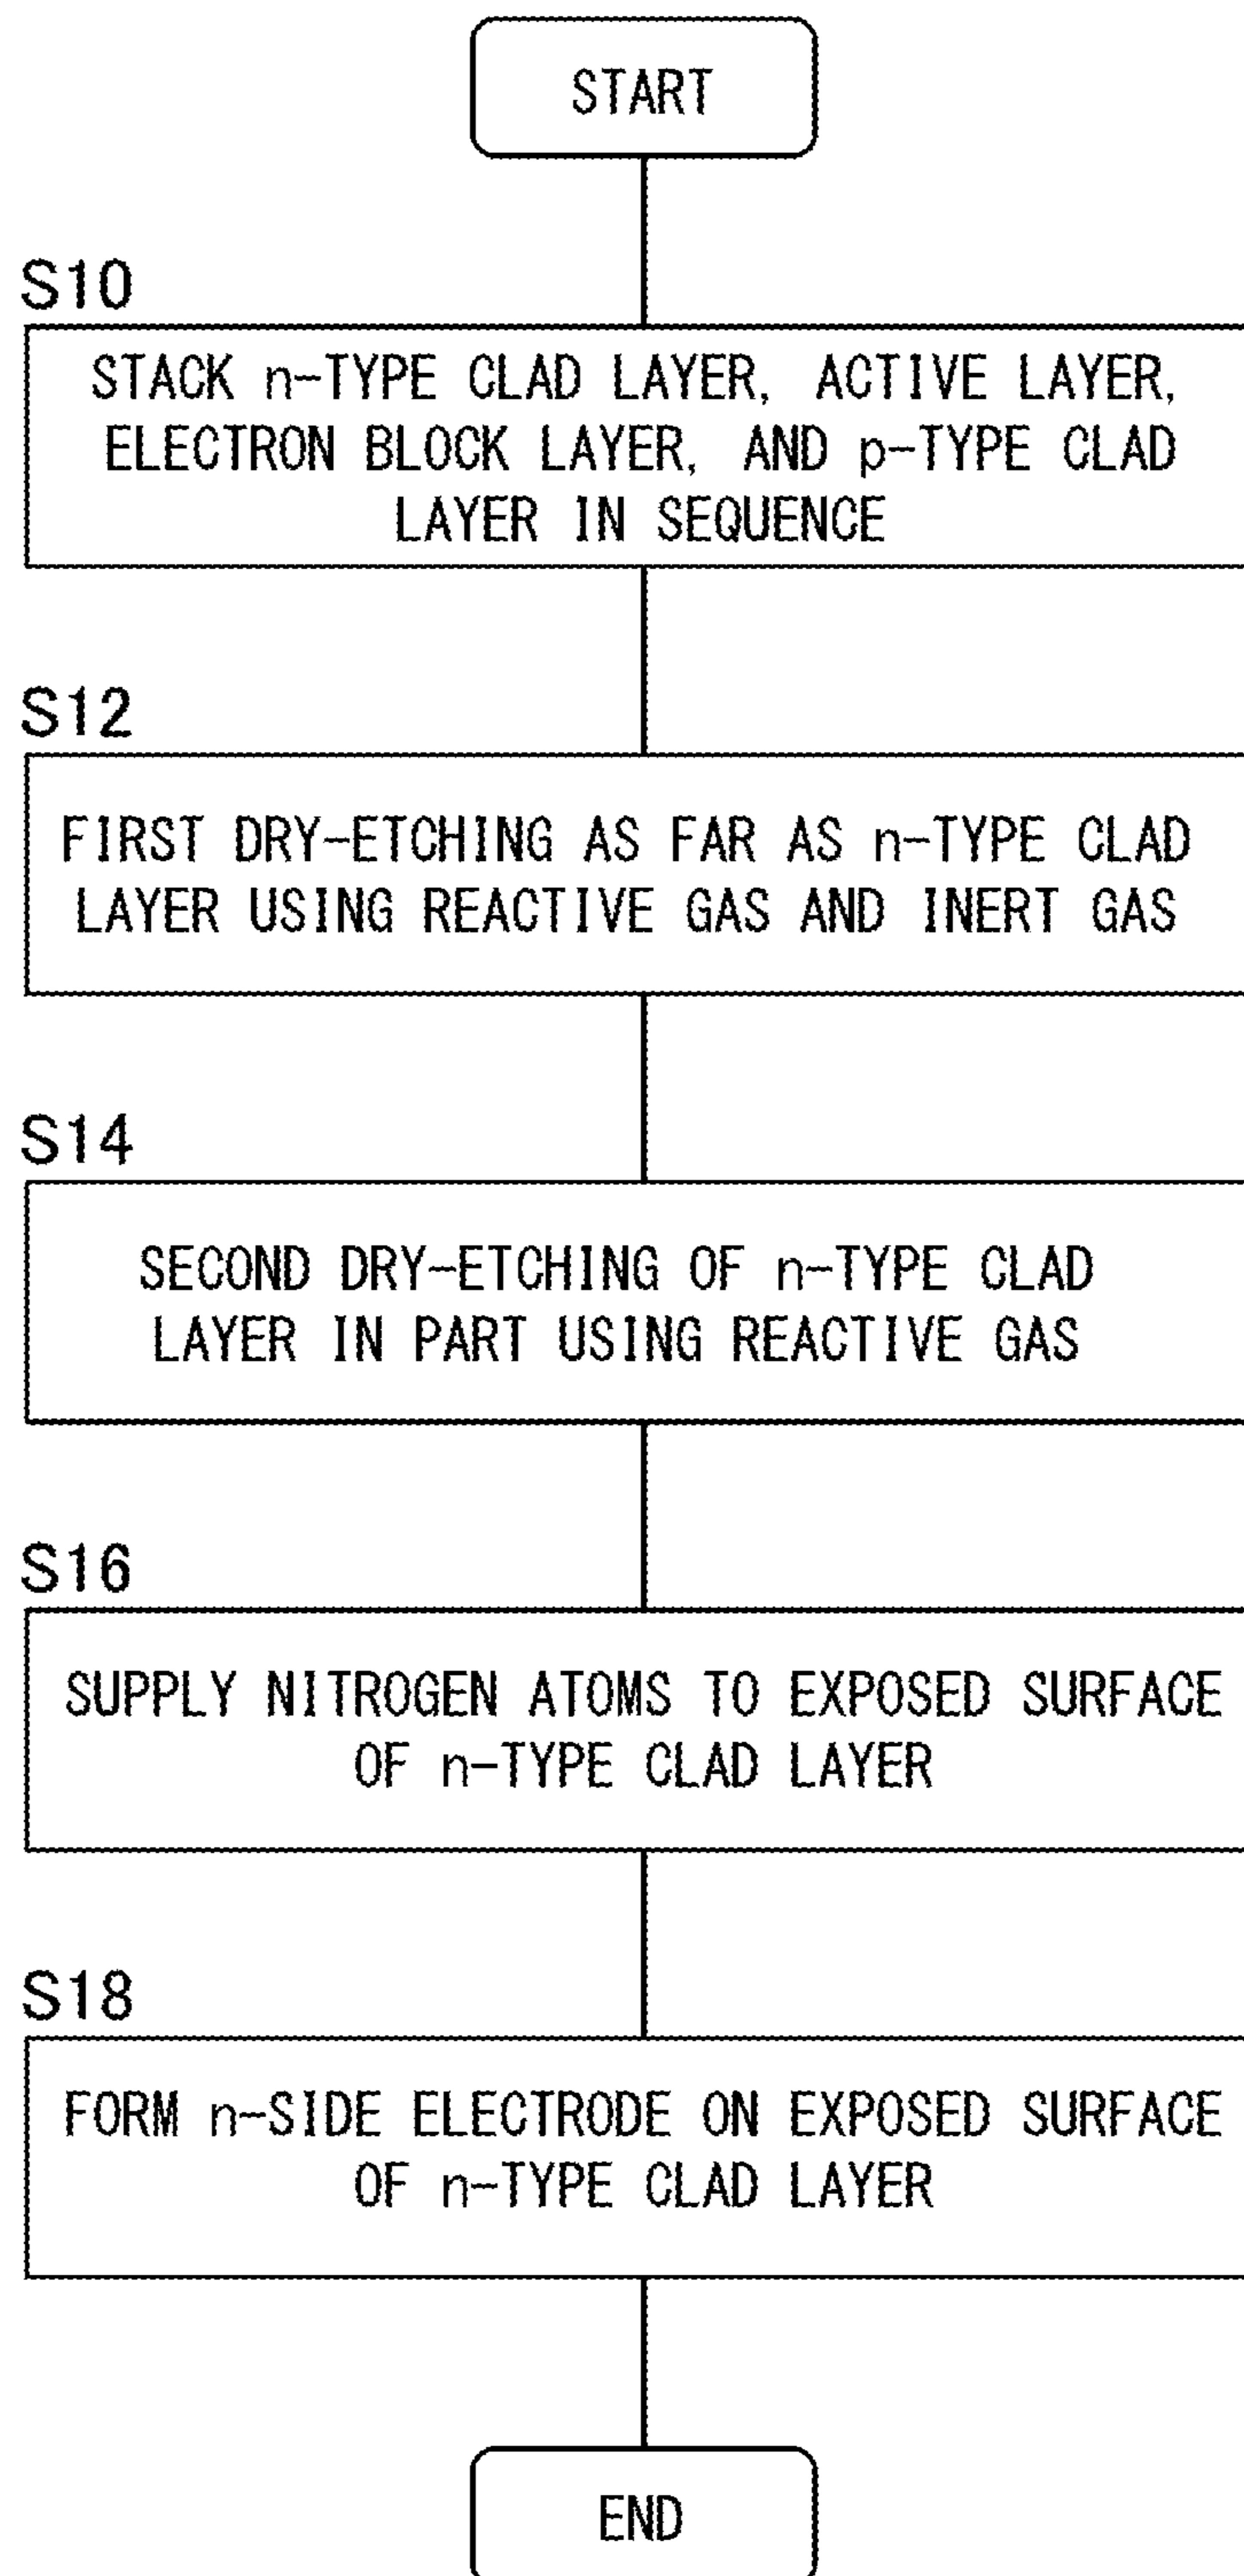 START
S10
STACK n-TYPE CLAD LAYER, ACTIVE LAYER,
ELECTRON BLOCK LAYER, AND p-TYPE CLAD
LAYER IN SEQUENCE
S12
FIRST DRY-ETCHING AS FAR AS n-TYPE CLAD
LAYER USING REACTIVE GAS AND INERT GAS
S14
SECOND DRY-ETCHING OF n-TYPE CLAD
LAYER IN PART USING REACTIVE GAS
S16
SUPPLY NITROGEN ATOMS TO EXPOSED SURFACE
OF n-TYPE CLAD LAYER
S18
FORM n-SIDE ELECTRODE ON EXPOSED SURFACE
OF n-TYPE CLAD LAYER
END